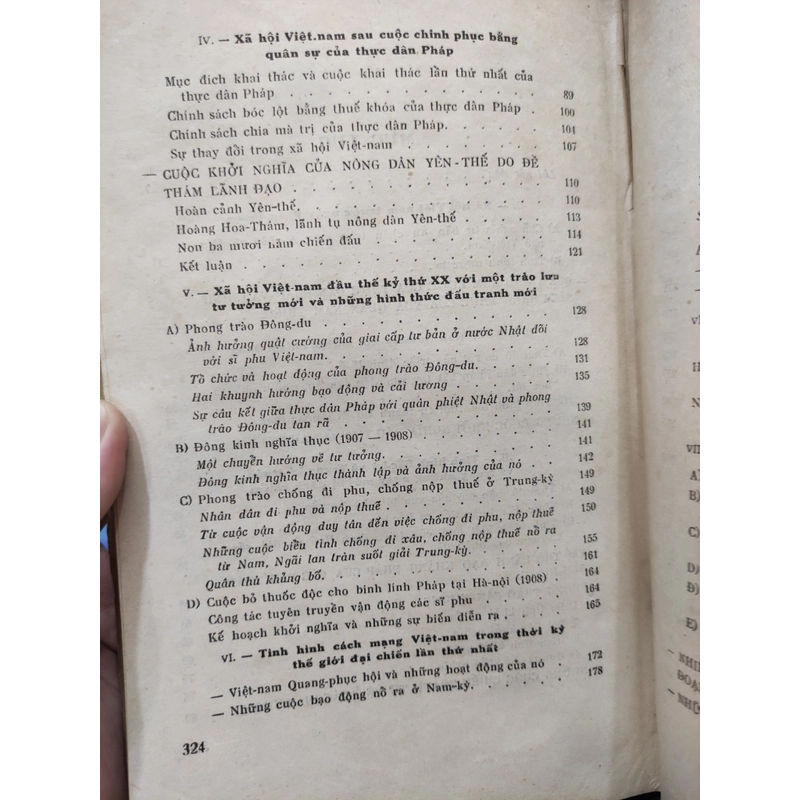 IV. — Xã hội Việt.nam sau cuộc chinh phục bằng
quân sự của thực dân Pháp
Mục đích khai thác và cuộc khai thác lần thứ nhất của
thực dân Pháp . . . . . . . . . . . . 89
Chính sách bóc lột bằng thuế khóa của thực dân Pháp . 100
Chính sách chia mà trị của thực dân Pháp. . . . . 104
Sự thay đổi trong xã hội Việt-nam . . . . . . . 107
— CUỘC KHỞI NGHĨA CỦA NÔNG DÂN YÊN-THẾ DO ĐỀ
THÁM LÃNH ĐẠO . . . . . . . . . . . . 110
Hoàn cảnh Yên-thế. . . . . . . . . . . . 110
Hoàng Hoa-Thám, lãnh tụ nông dân Yên-thế . . . . 113
Non ba mươi năm chiến đấu . . . . . . . . . 114
Kết luận . . . . . . . . . . . . . . 121
V. — Xã hội Việt-nam đầu thế kỷ thứ XX với một trào lưu
tư tưởng mới và những hình thức đấu tranh mới
A) Phong trào Đông-du . . . . . . . . . . . 128
Ảnh hưởng quật cường của giai cấp tư bản ở nước Nhật đối
với sĩ phu Việt-nam. . . . . . . . . . . . 128
Tổ chức và hoạt động của phong trào Đông-du. . . . 131
Hai khuynh hướng bạo động và cải lương . . . . . 135
Sự câu kết giữa thực dân Pháp với quân phiệt Nhật và phong
trào Đông-du tan rã . . . . . . . . . . . 139
B) Đông kinh nghĩa thục (1907 — 1908) . . . . . . . 141
Một chuyển hướng về tư tưởng. . . . . . . . . 141
Đông kinh nghĩa thục thành lập và ảnh hưởng của nó . . 142
C) Phong trào chống đi phu, chống nộp thuế ở Trung-kỳ 149
Nhân dân đi phu và nộp thuế . . . . . . . . . 149
Từ cuộc vận động duy tân đến việc chống đi phu, nộp thuế 150
Những cuộc biểu tình chống đi xâu, chống nộp thuế nổ ra
từ Nam, Ngãi lan tràn suốt giải Trung-kỳ. . . . . . 155
Quân thù khủng bố. . . . . . . . . . . . 161
D) Cuộc bỏ thuốc độc cho binh lính Pháp tại Hà-nội (1908) . 164
Công tác tuyên truyền vận động các sĩ phu . . . . . 164
Kế hoạch khởi nghĩa và những sự biến diễn ra . . . . 165
VI. — Tình hình cách mạng Việt-nam trong thời kỳ
thế giới đại chiến lần thứ nhất
— Việt-nam Quang-phục hội và những hoạt động của nó . 172
— Những cuộc bạo động nổ ra ở Nam-kỳ. . . . . . 178
324
A
VI
H
N
VII
A)
B)
C)
D)
Đ)
E)
— NHI
ĐOẠ
— NHỮ